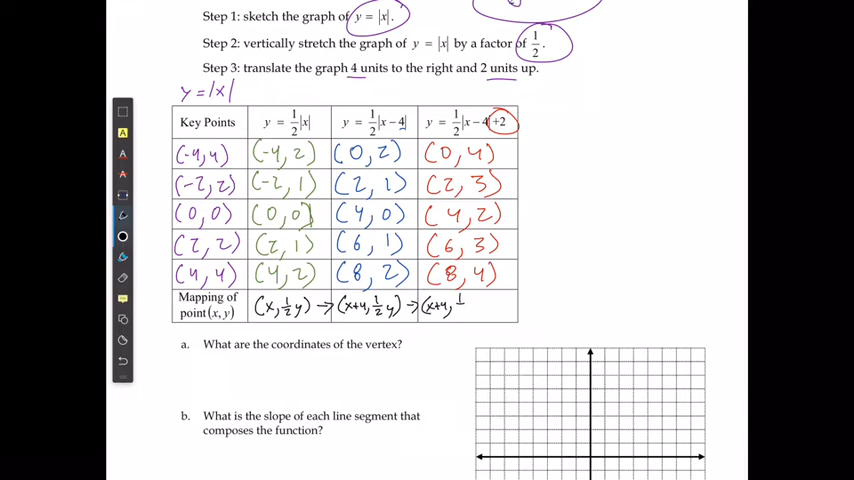 Step 1: sketch the graph of y = |x|.
Step 2: vertically stretch the graph of y = |x| by a factor of 1/2.
Step 3: translate the graph 4 units to the right and 2 units up.
y = |x|
Key Points y = 1/2|x| y = 1/2|x − 4| y = 1/2|x − 4| +2
(-4,4) (-4, 2) (0, 2) (0, 4)
(-2, 2) (-2, 1) (2, 1) (2, 3)
(0, 0) (0, 0) (4, 0) (4, 2)
(2, 2) (2, 1) (6, 1) (6, 3)
(4, 4) (4, 2) (8, 2) (8, 4)
Mapping of
point (x, y) (x, 1/2 y) → (x+4, 1/2 y) → (x+4, 1
a. What are the coordinates of the vertex?
b. What is the slope of each line segment that
composes the function?